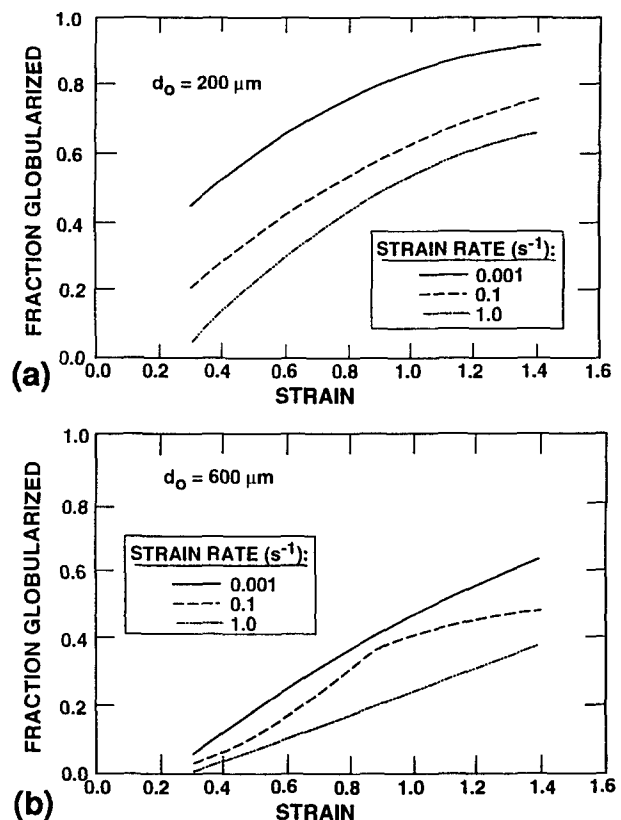 1.0
0.8
0.6
0.4
0.2
0.0
FRACTION GLOBULARIZED
d₀ = 200 μm
STRAIN RATE (s⁻¹):
0.001
0.1
1.0
(a)
0.0 0.2 0.4 0.6 0.8 1.0 1.2 1.4 1.6
STRAIN
1.0
0.8
0.6
0.4
0.2
0.0
FRACTION GLOBULARIZED
d₀ = 600 μm
STRAIN RATE (s⁻¹):
0.001
0.1
1.0
(b)
0.0 0.2 0.4 0.6 0.8 1.0 1.2 1.4 1.6
STRAIN